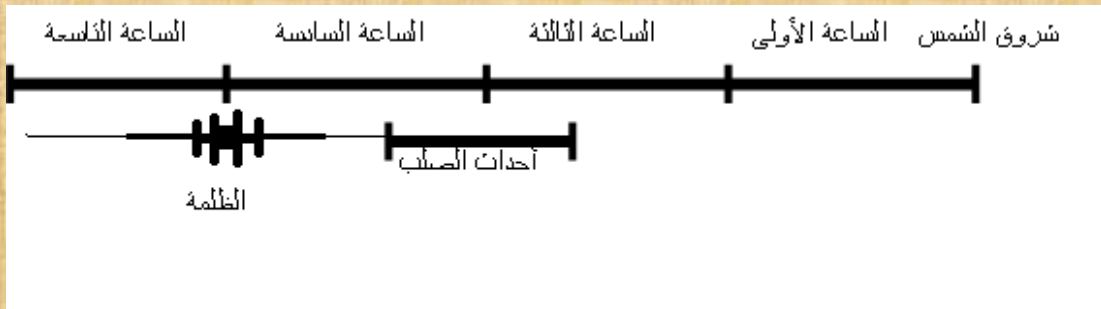 شروق الشمس الساعة الأولى الساعة الثالثة الساعة السادسة الساعة التاسعة
أحداث الصلب
الظلمة